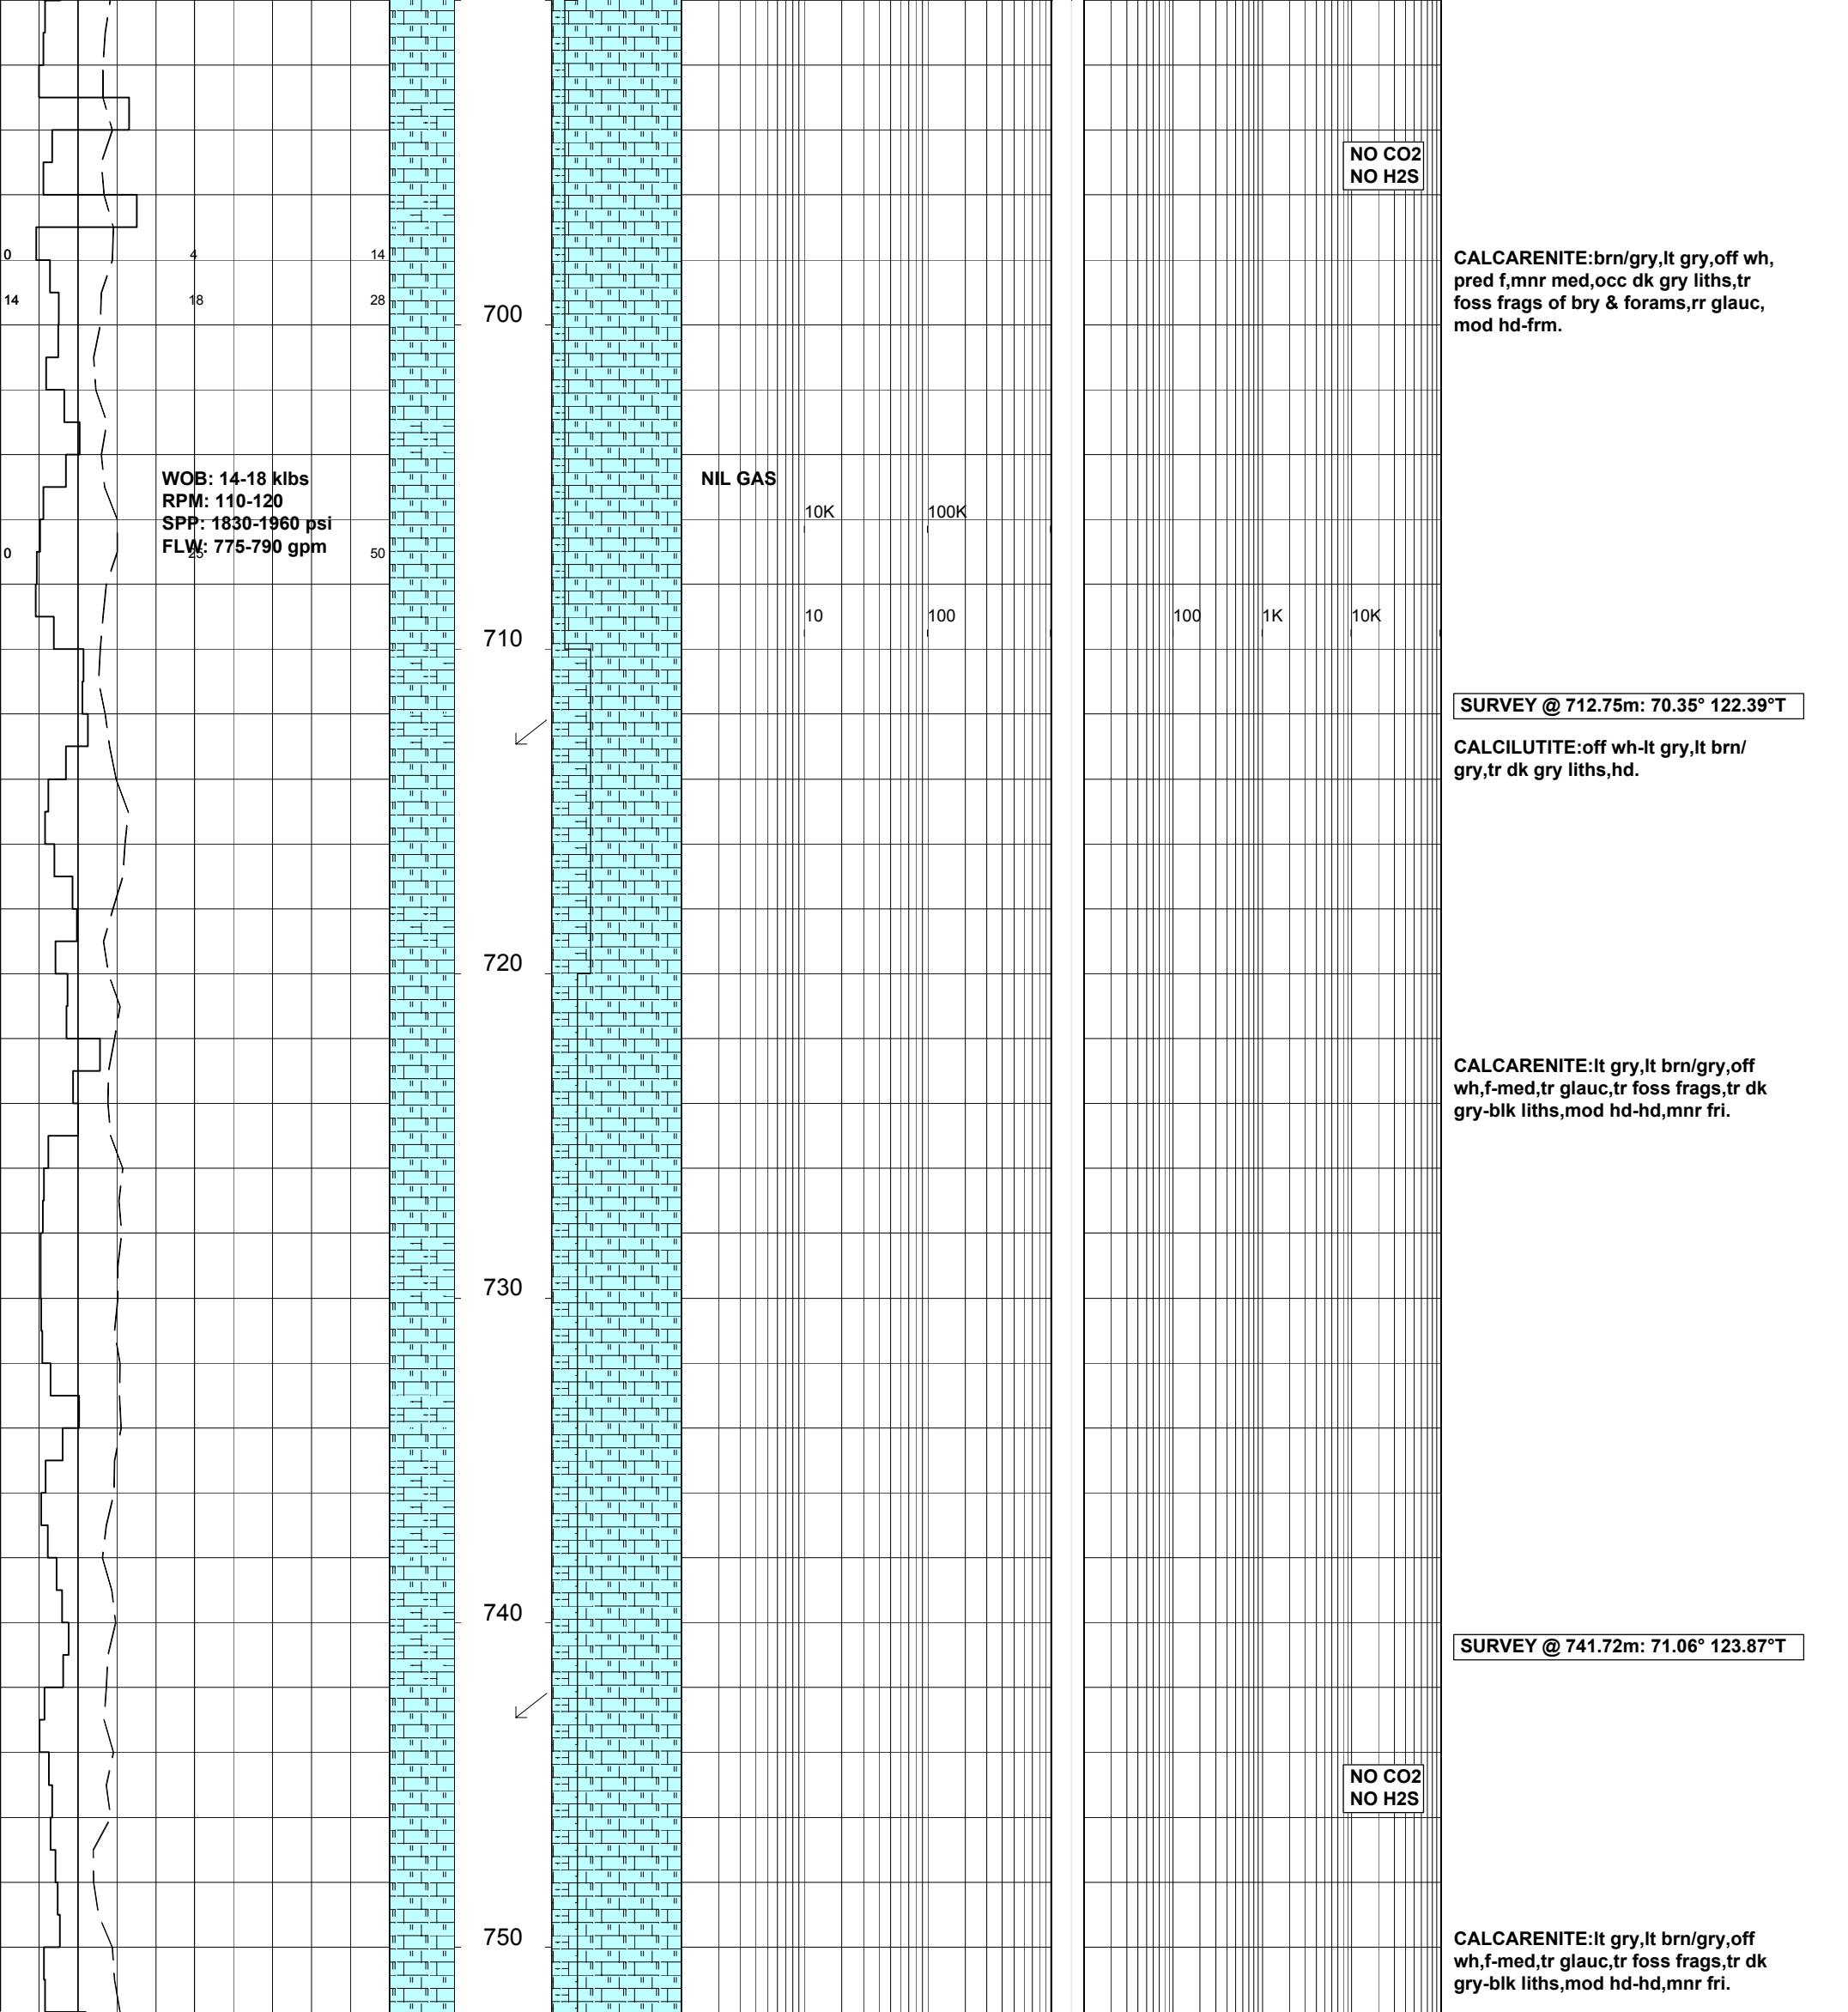 NO CO2
NO H2S
0 4 14
14 18 28
CALCARENITE:brn/gry,lt gry,off wh,
pred f,mnr med,occ dk gry liths,tr
foss frags of bry & forams,rr glauc,
mod hd-frm.
700
WOB: 14-18 klbs
RPM: 110-120
SPP: 1830-1960 psi
FLW: 775-790 gpm
0 25 50
NIL GAS
10K 100K
10 100
100 1K 10K
710
SURVEY @ 712.75m: 70.35° 122.39°T
CALCILUTITE:off wh-lt gry,lt brn/
gry,tr dk gry liths,hd.
720
CALCARENITE:lt gry,lt brn/gry,off
wh,f-med,tr glauc,tr foss frags,tr dk
gry-blk liths,mod hd-hd,mnr fri.
730
740
SURVEY @ 741.72m: 71.06° 123.87°T
NO CO2
NO H2S
750
CALCARENITE:lt gry,lt brn/gry,off
wh,f-med,tr glauc,tr foss frags,tr dk
gry-blk liths,mod hd-hd,mnr fri.